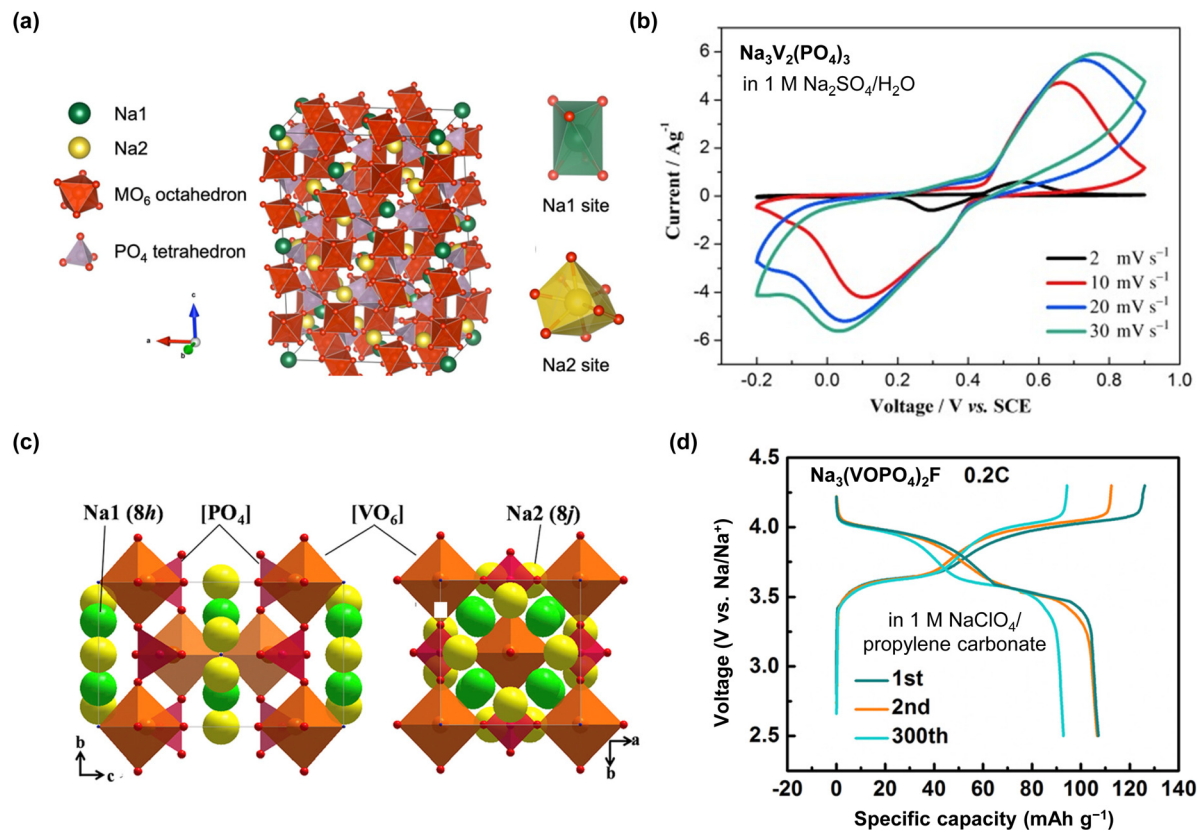 (a)
Na1
Na2
MO₆ octahedron
PO₄ tetrahedron
c
a
b
Na1 site
Na2 site
(b)
Na₃V₂(PO₄)₃
in 1 M Na₂SO₄/H₂O
Current / Ag⁻¹
6
4
2
0
-2
-4
-6
2 mV s⁻¹
10 mV s⁻¹
20 mV s⁻¹
30 mV s⁻¹
-0.2 0.0 0.2 0.4 0.6 0.8 1.0
Voltage / V vs. SCE
(c)
Na1 (8h) [PO₄] [VO₆] Na2 (8j)
b
c
a
b
(d)
Na₃(VOPO₄)₂F 0.2C
Voltage (V vs. Na/Na⁺)
4.5
4.0
3.5
3.0
2.5
in 1 M NaClO₄/
propylene carbonate
1st
2nd
300th
-20 0 20 40 60 80 100 120 140
Specific capacity (mAh g⁻¹)